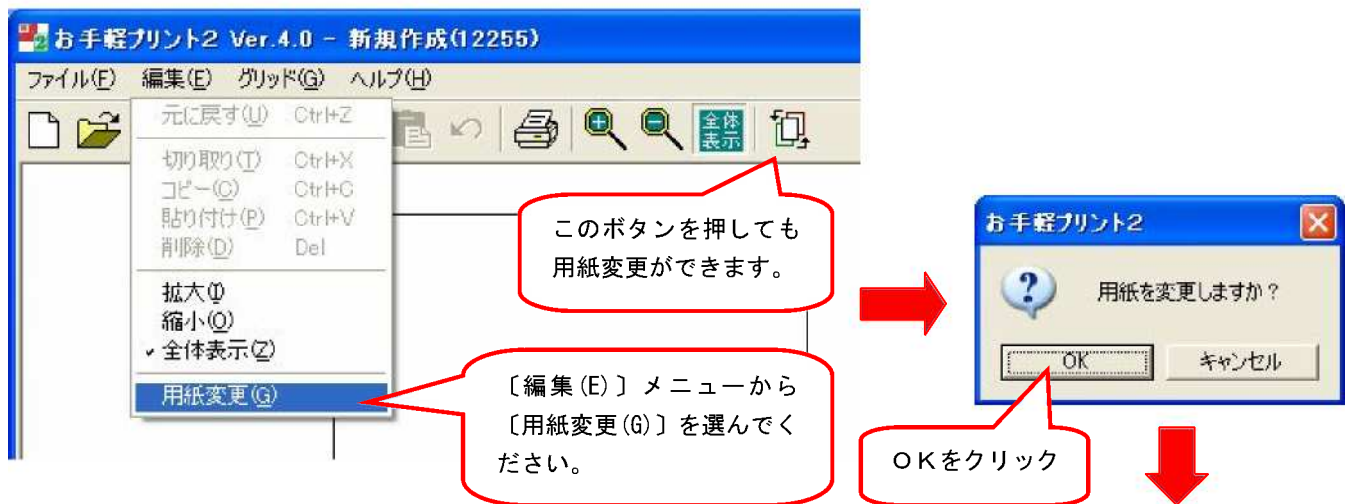 お手軽プリント2 Ver.4.0 - 新規作成(12255)
ファイル(F) 編集(E) グリッド(G) ヘルプ(H)
元に戻す(U) Ctrl+Z
切り取り(T) Ctrl+X
コピー(C) Ctrl+C
貼り付け(P) Ctrl+V
削除(D) Del
拡大(I)
縮小(O)
全体表示(Z)
用紙変更(G)
全体
表示
このボタンを押しても
用紙変更ができます。
〔編集(E)〕メニューから
〔用紙変更(G)〕を選んでく
ださい。
お手軽プリント2
用紙を変更しますか？
OK キャンセル
ＯＫをクリック